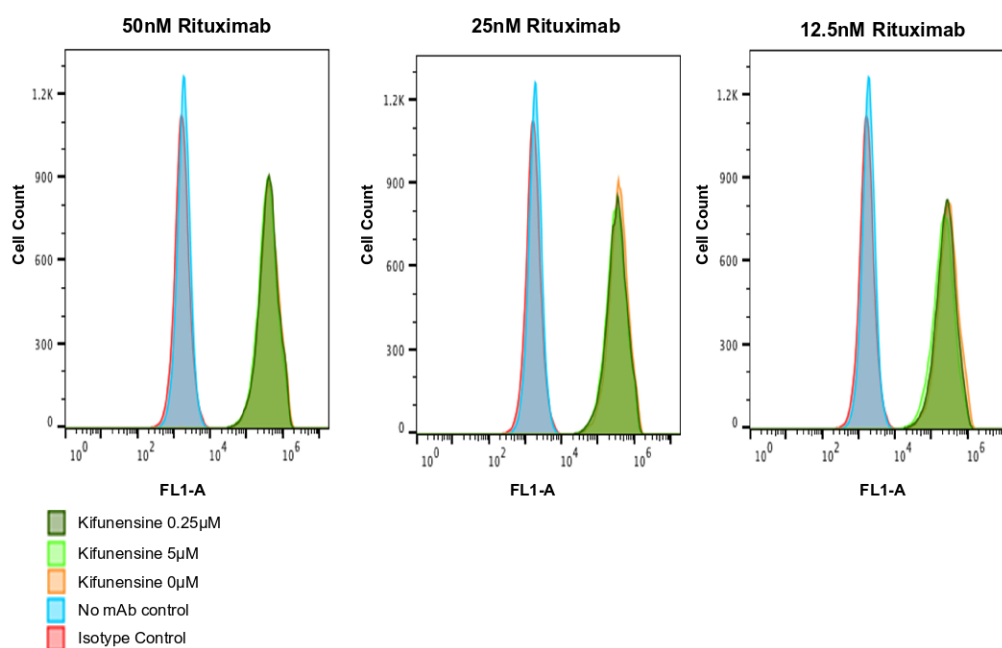 50nM Rituximab
25nM Rituximab
12.5nM Rituximab
Cell Count
1.2K
900
600
300
0
10^0
10^2
10^4
10^6
FL1-A
Cell Count
1.2K
900
600
300
0
10^0
10^2
10^4
10^6
FL1-A
Cell Count
1.2K
900
600
300
0
10^0
10^2
10^4
10^6
FL1-A
Kifunensine 0.25µM
Kifunensine 5µM
Kifunensine 0µM
No mAb control
Isotype Control